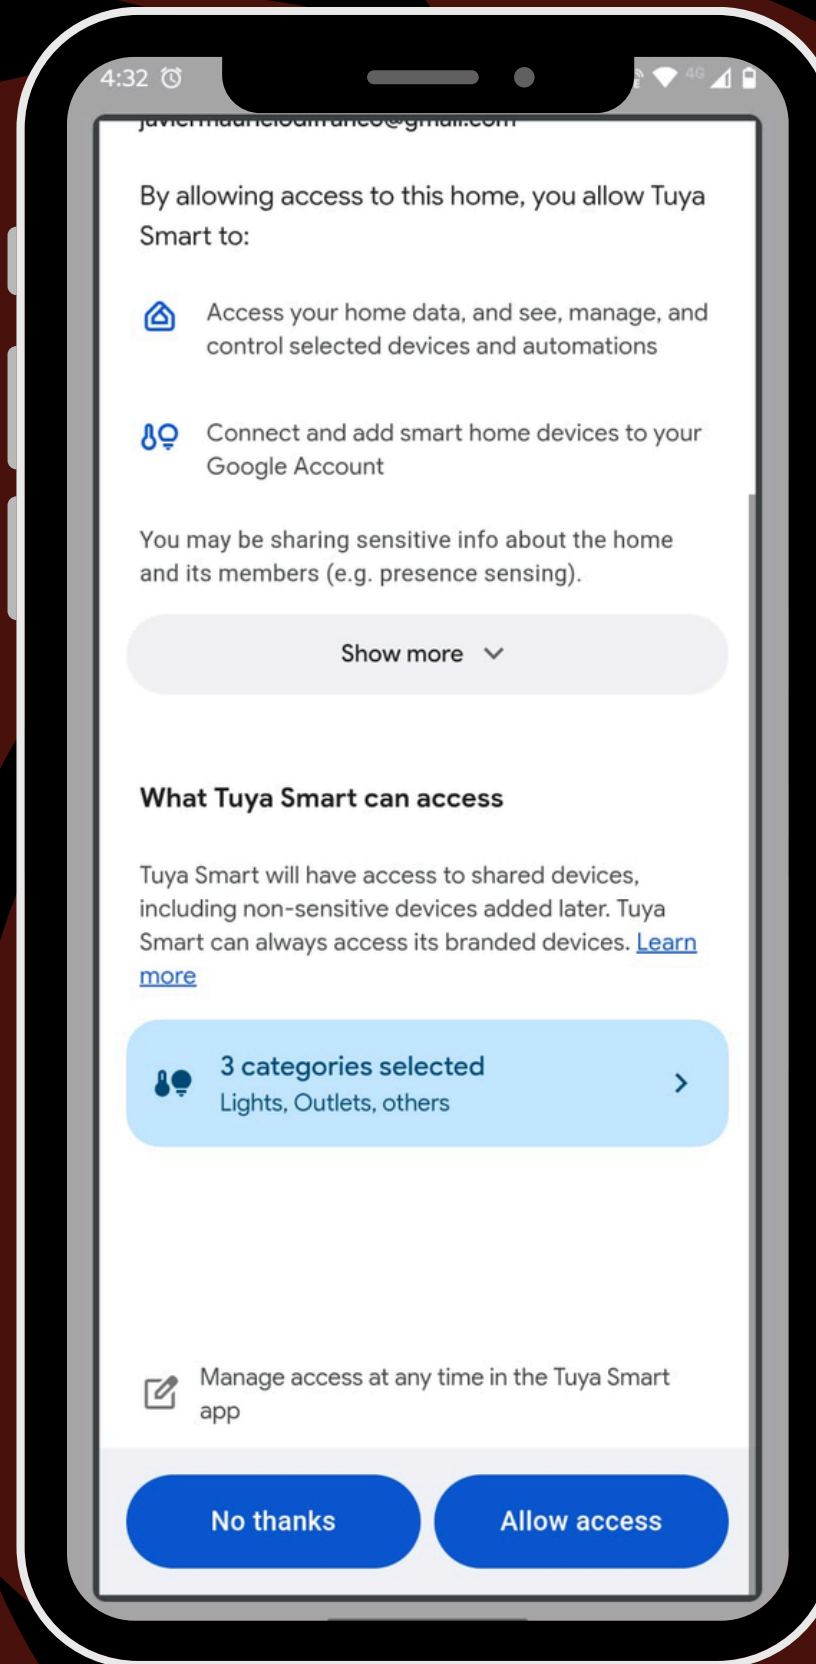 4:32
4G
By allowing access to this home, you allow Tuya
Smart to:
Access your home data, and see, manage, and
control selected devices and automations
Connect and add smart home devices to your
Google Account
You may be sharing sensitive info about the home
and its members (e.g. presence sensing).
Show more
What Tuya Smart can access
Tuya Smart will have access to shared devices,
including non-sensitive devices added later. Tuya
Smart can always access its branded devices. Learn
more
3 categories selected
Lights, Outlets, others
Manage access at any time in the Tuya Smart
app
No thanks
Allow access